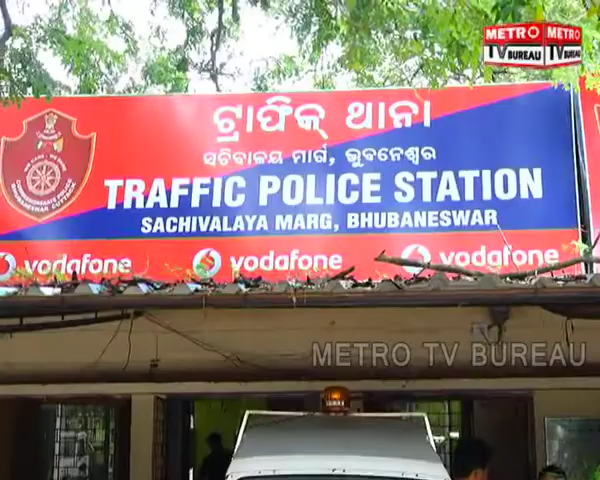 METRO METRO
TV BUREAU TV BUREAU
ଟ୍ରାଫିକ୍ ଥାନା
ସଚିବାଳୟ ମାର୍ଗ, ଭୁବନେଶ୍ୱର
TRAFFIC POLICE STATION
SACHIVALAYA MARG, BHUBANESWAR
vodafone vodafone vodafone
METRO TV BUREAU